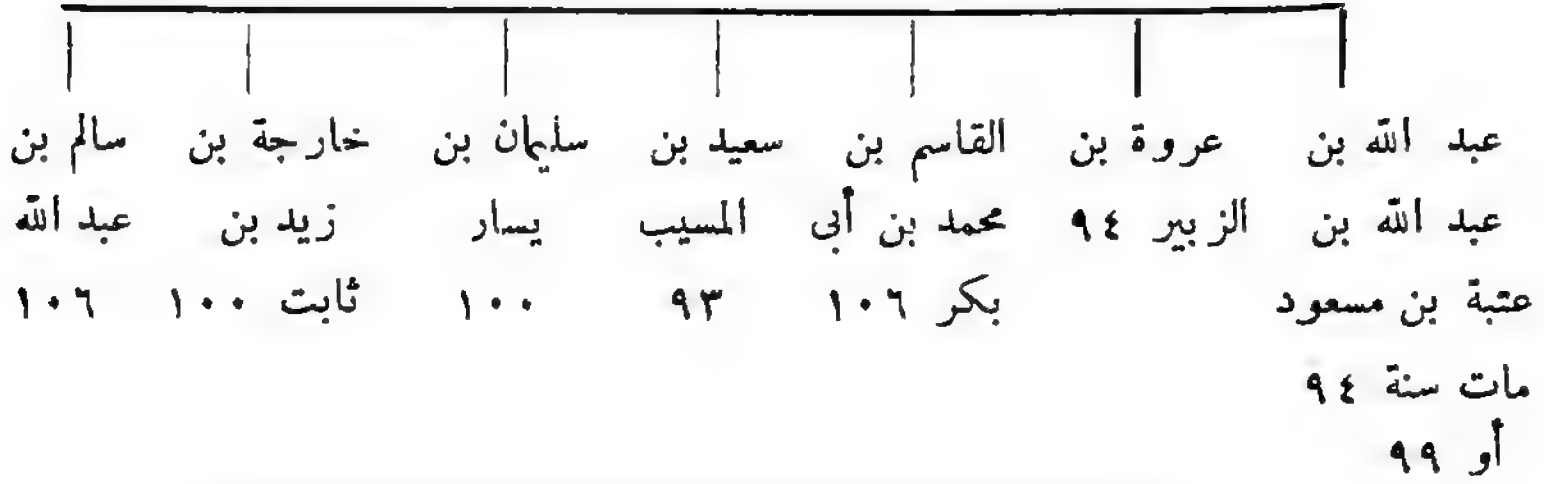 عبد الله بن عروة بن القاسم بن سعيد بن سليمان بن خارجة بن سالم بن
عبد الله بن الزبير ٩٤ محمد بن أبى المسيب يسار زيد بن عبد الله
عتبة بن مسعود بكر ١٠٦ ٩٣ ١٠٠ ثابت ١٠٠ ١٠٦
مات سنة ٩٤
أو ٩٩